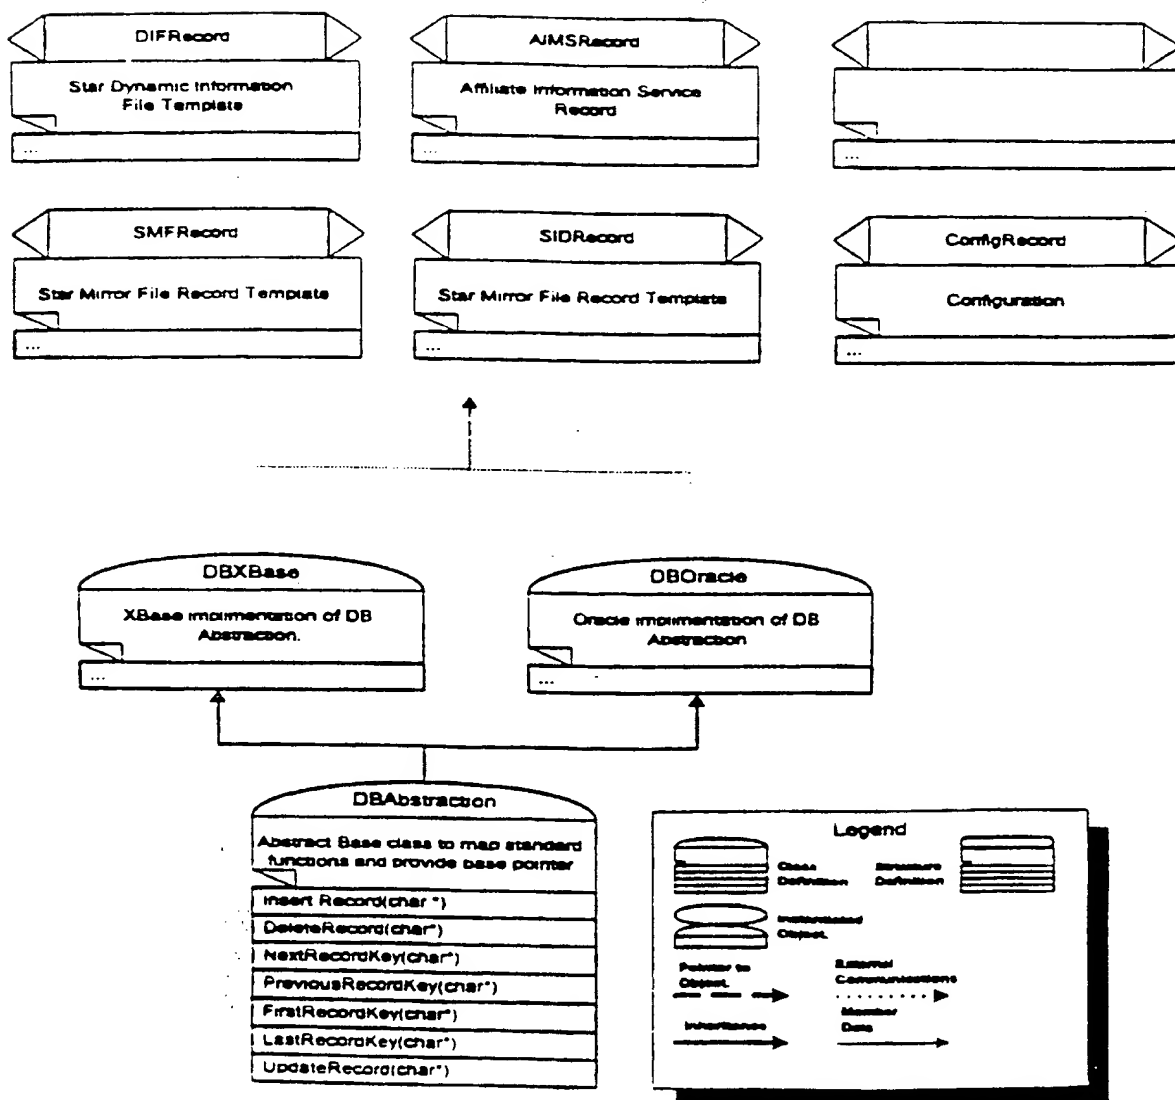 DIFRecord
Star Dynamic Information
File Template
...
AIMSRecord
Affiliate Information Service
Record
...
...
SMFRecord
Star Mirror File Record Template
...
SIDRecord
Star Mirror File Record Template
...
ConfigRecord
Configuration
...
DBXBase
XBase implimentation of DB
Abstraction.
...
DBOracle
Oracle implimentation of DB
Abstraction
...
DBAbstraction
Abstract Base class to map standard
functions and provide base pointer
Insert Record(char *)
DeleteRecord(char*)
NextRecordKey(char*)
PreviousRecordKey(char*)
FirstRecordKey(char*)
LastRecordKey(char*)
UpdateRecord(char*)
Legend
Class
Definition
Structure
Definition
Instantiated
Object.
Pointer to
Object.
External
Communications
Inheritance
Member
Data